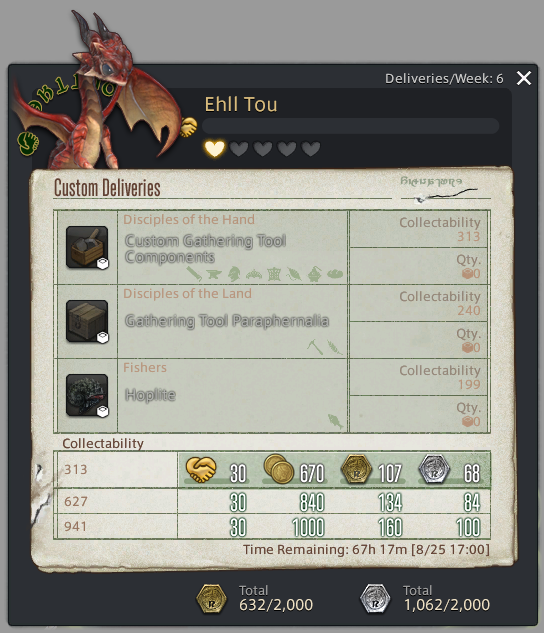 Deliveries/Week: 6
Ehll Tou
Custom Deliveries
Disciples of the Hand
Custom Gathering Tool
Components
Collectability
313
Qty.
0
Disciples of the Land
Gathering Tool Paraphernalia
Collectability
240
Qty.
0
Fishers
Hoplite
Collectability
199
Qty.
0
Collectability
313 30 670 107 68
627 30 840 134 84
941 30 1000 160 100
Time Remaining: 67h 17m [8/25 17:00]
Total
632/2,000
Total
1,062/2,000